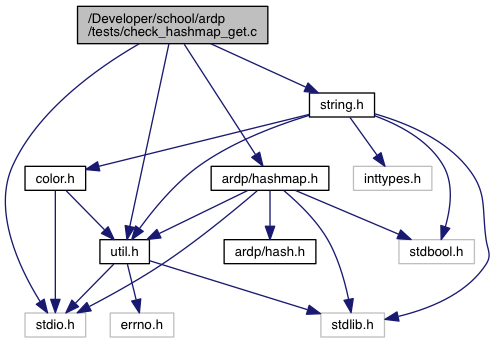 /Developer/school/ardp
/tests/check_hashmap_get.c
string.h
color.h
ardp/hashmap.h
inttypes.h
util.h
ardp/hash.h
stdbool.h
stdio.h
errno.h
stdlib.h